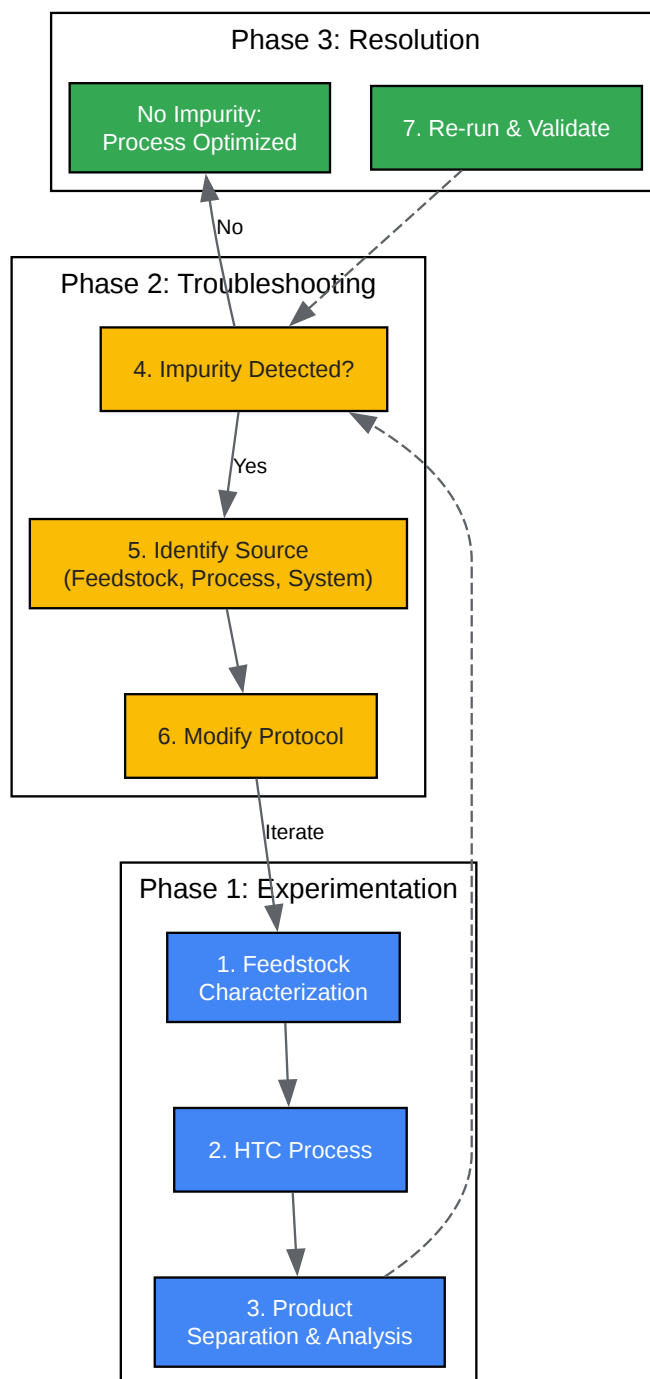 Phase 3: Resolution
No Impurity:
Process Optimized
7. Re-run & Validate
No
Phase 2: Troubleshooting
4. Impurity Detected?
Yes
5. Identify Source
(Feedstock, Process, System)
6. Modify Protocol
Iterate
Phase 1: Experimentation
1. Feedstock
Characterization
2. HTC Process
3. Product
Separation & Analysis